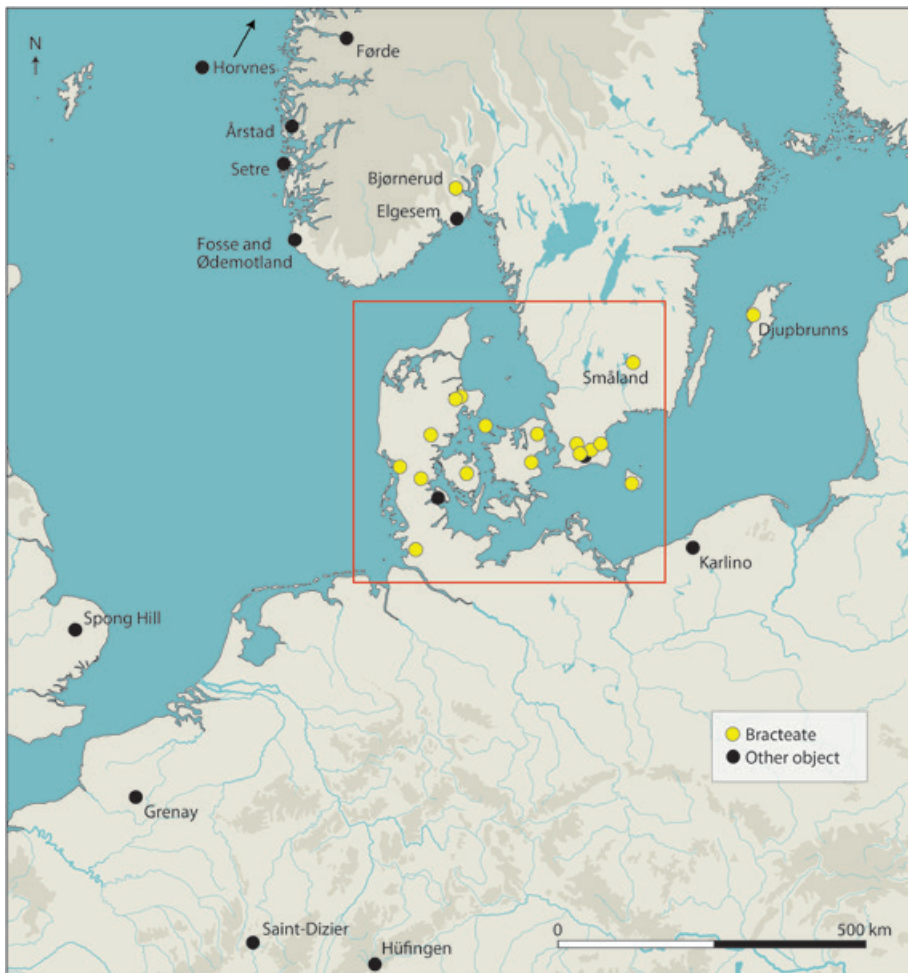 N
Horvnes
Førde
Årstad
Setre
Bjørnerud
Elgesem
Fosse and
Ødemotland
Djupbrunns
Småland
Karlino
Spong Hill
Bracteate
Other object
Grenay
Saint-Dizier
Hüfingen
0
500 km